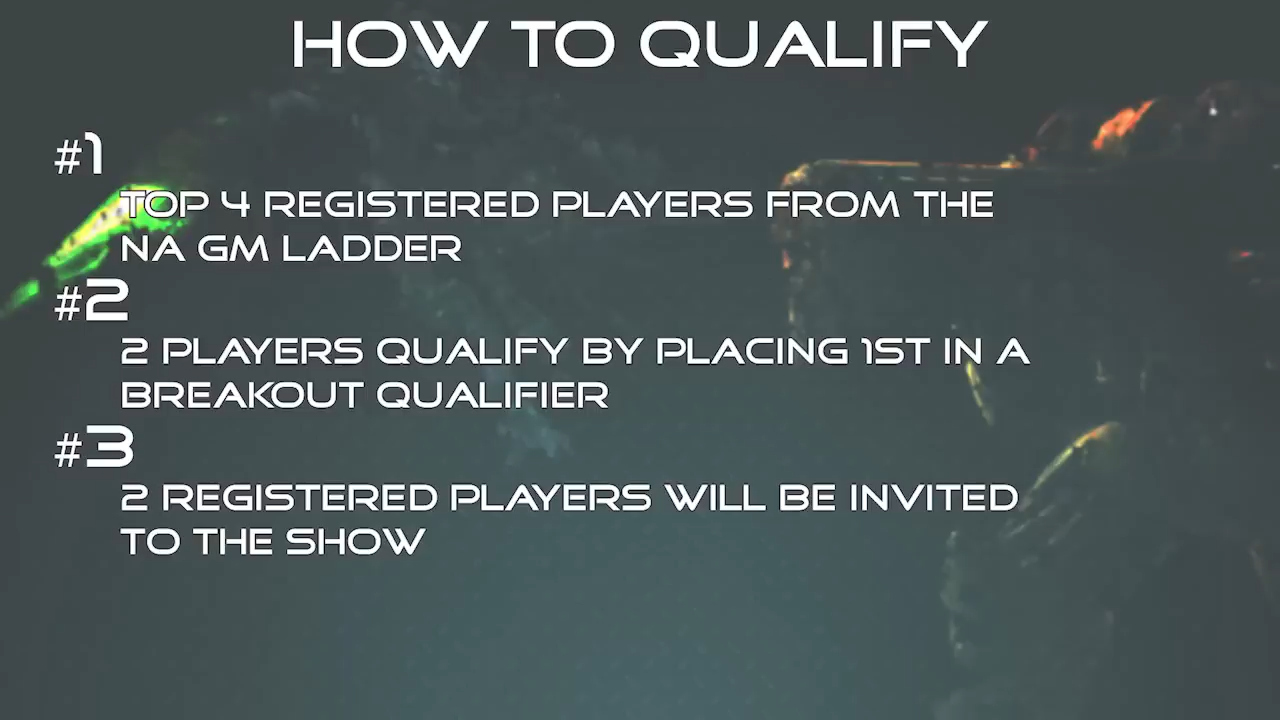 HOW TO QUALIFY
#1
TOP 4 REGISTERED PLAYERS FROM THE
NA GM LADDER
#2
2 PLAYERS QUALIFY BY PLACING 1ST IN A
BREAKOUT QUALIFIER
#3
2 REGISTERED PLAYERS WILL BE INVITED
TO THE SHOW